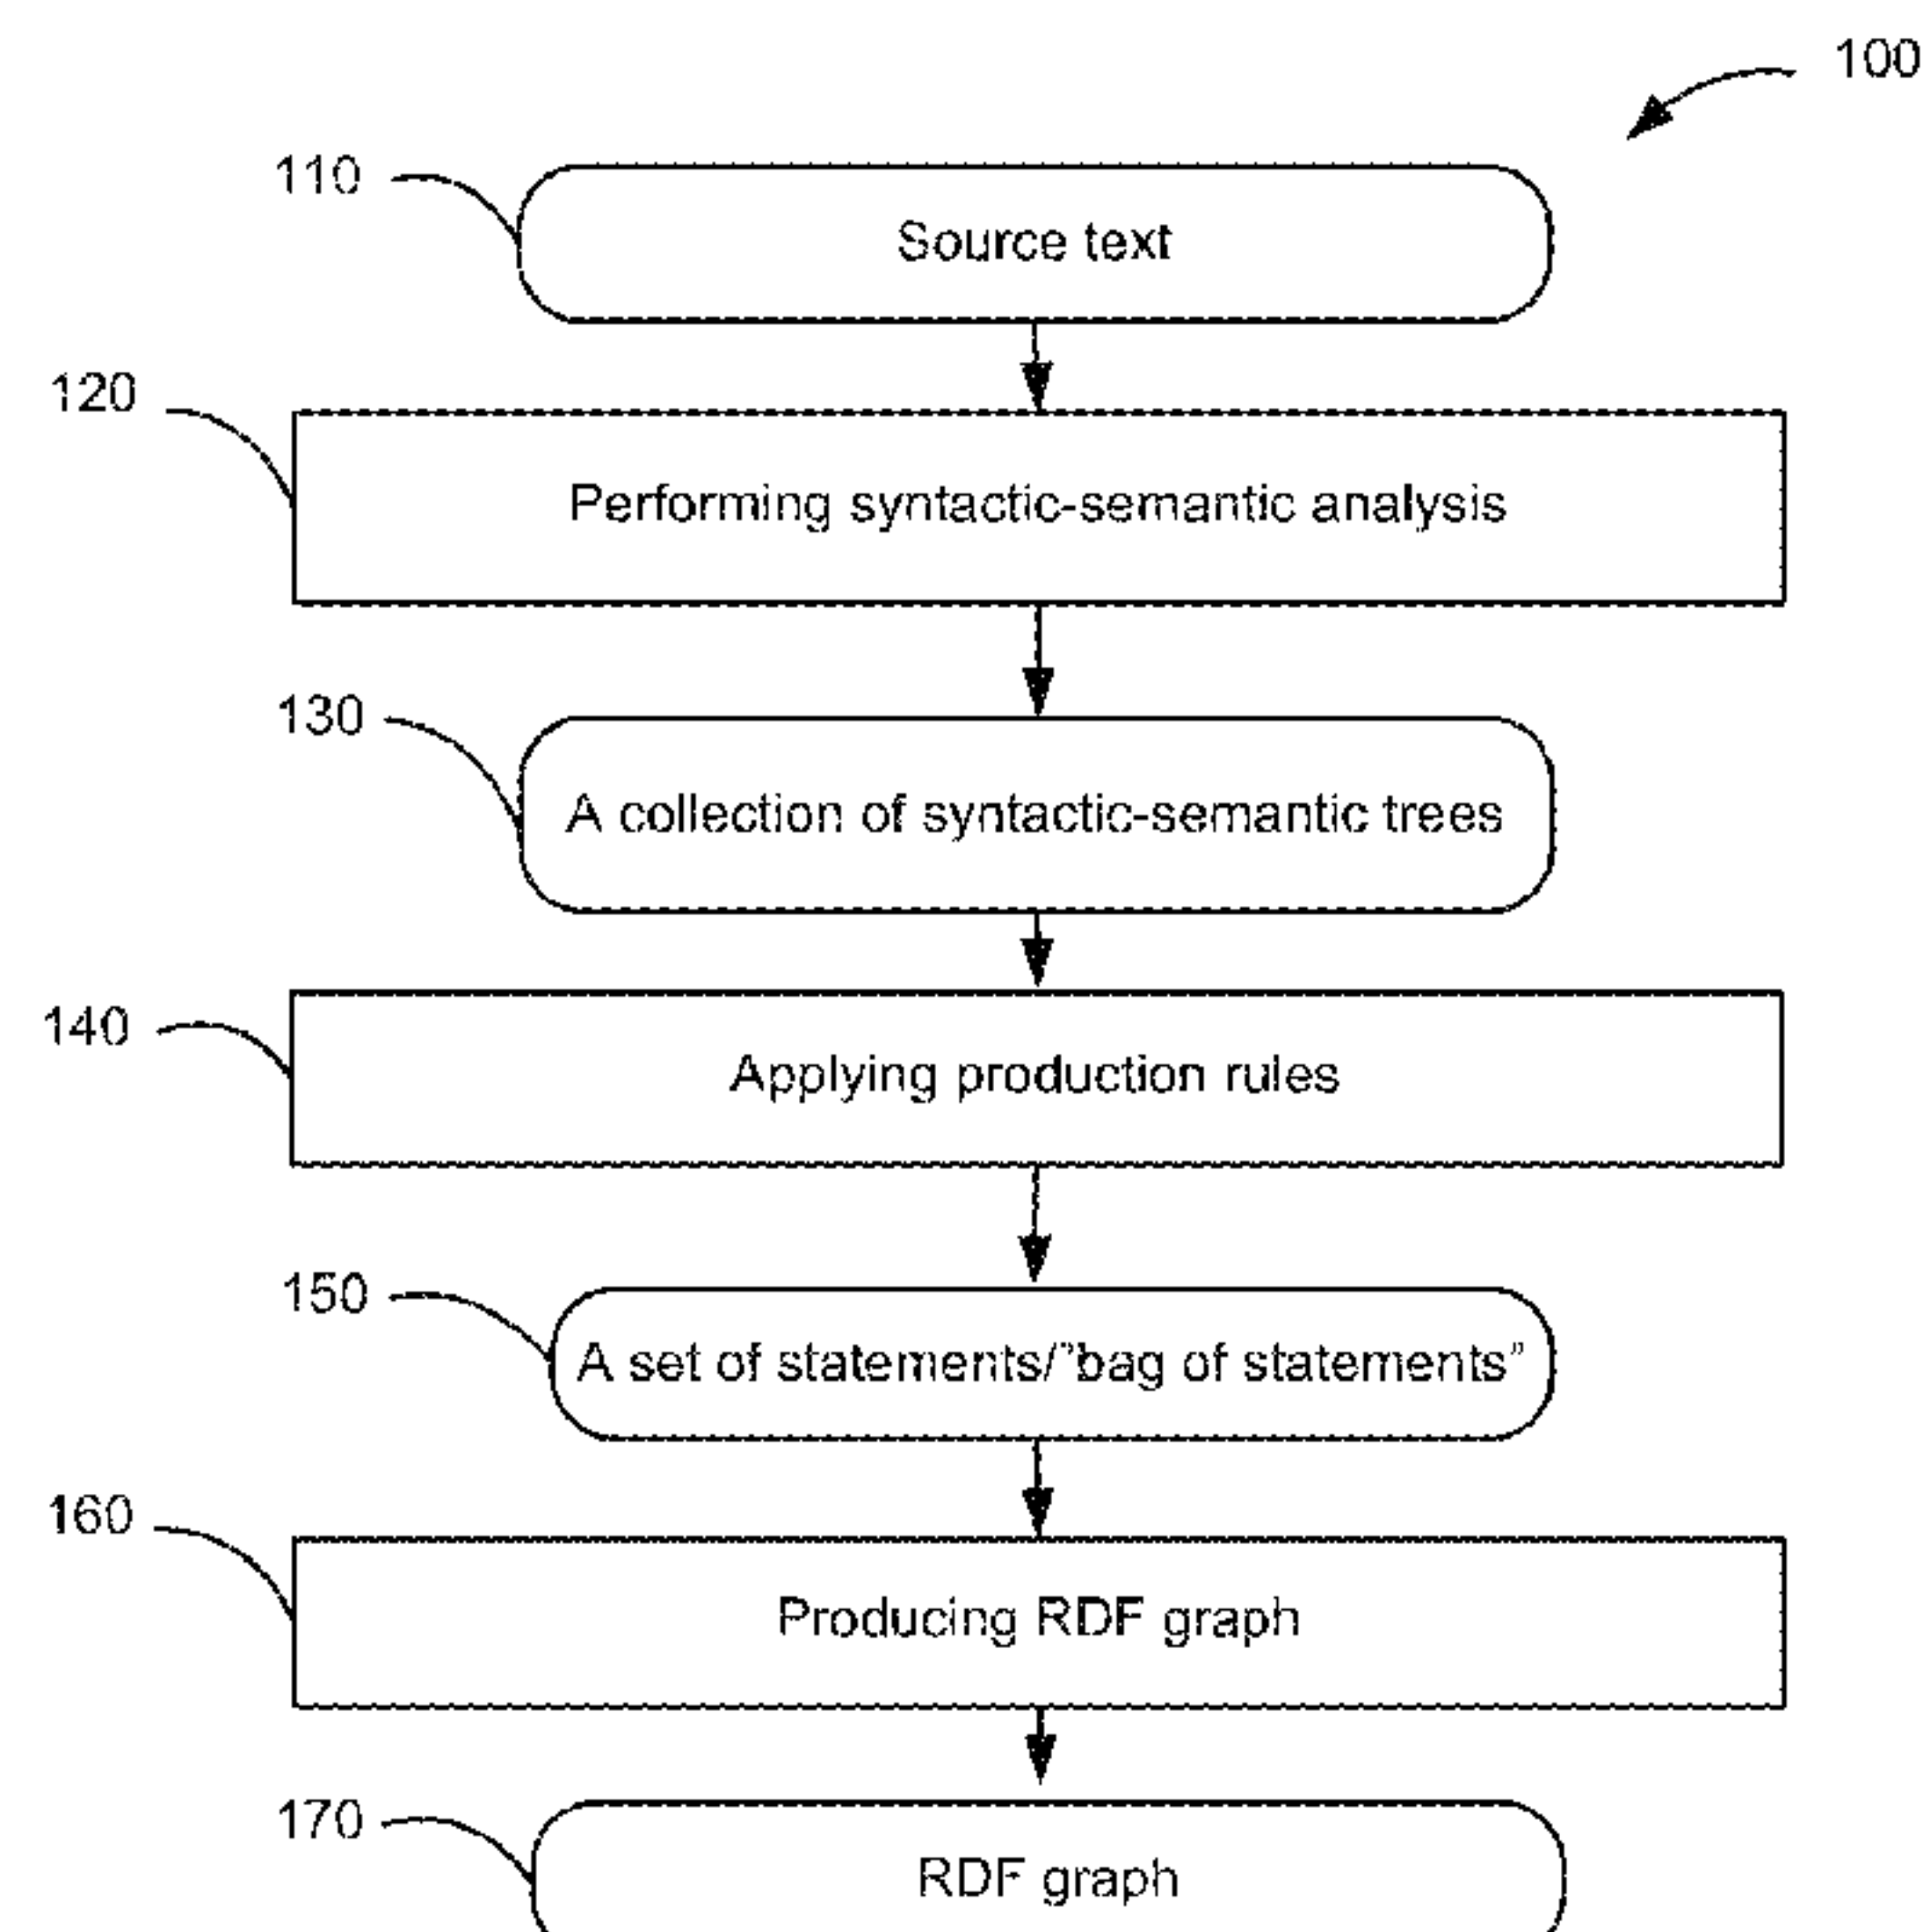 100
110
Source text
120
Performing syntactic-semantic analysis
130
A collection of syntactic-semantic trees
140
Applying production rules
150
A set of statements/"bag of statements"
160
Producing RDF graph
170
RDF graph